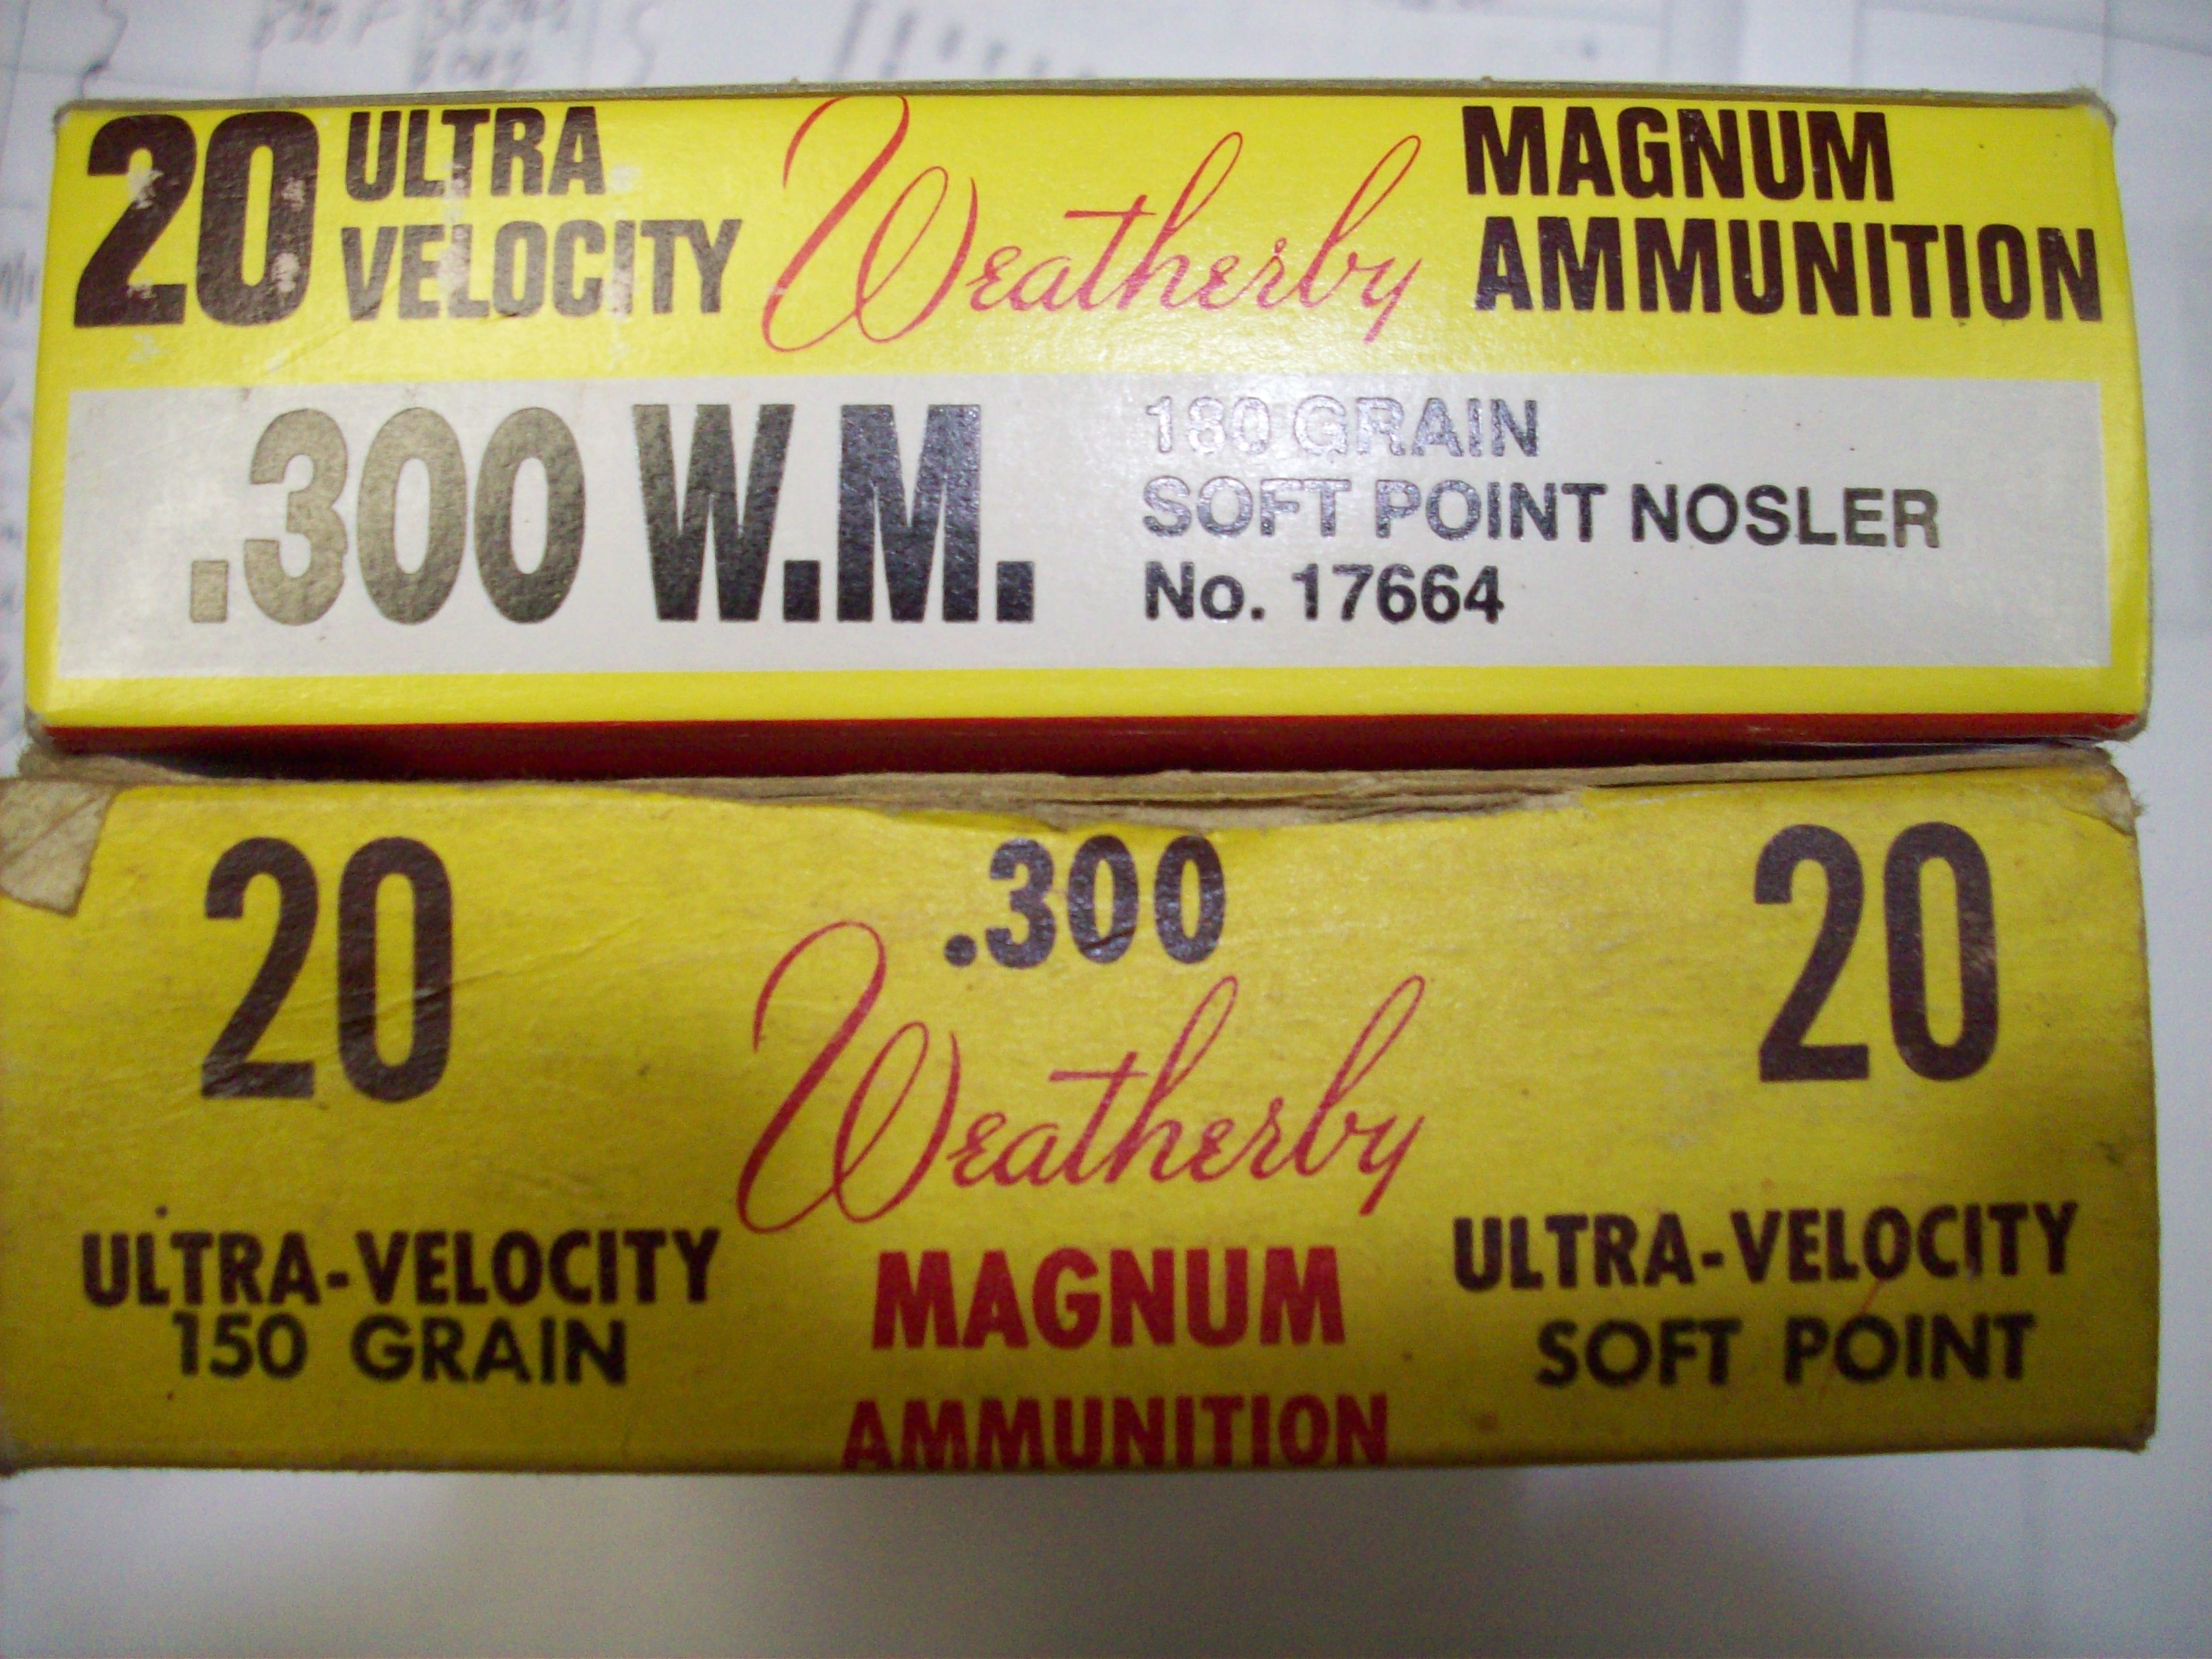 20 ULTRA VELOCITY Weatherby MAGNUM AMMUNITION
.300 W.M.
180 GRAIN
SOFT POINT NOSLER
No. 17664
20 .300 20
Weatherby
ULTRA-VELOCITY MAGNUM ULTRA-VELOCITY
150 GRAIN SOFT POINT
AMMUNITION